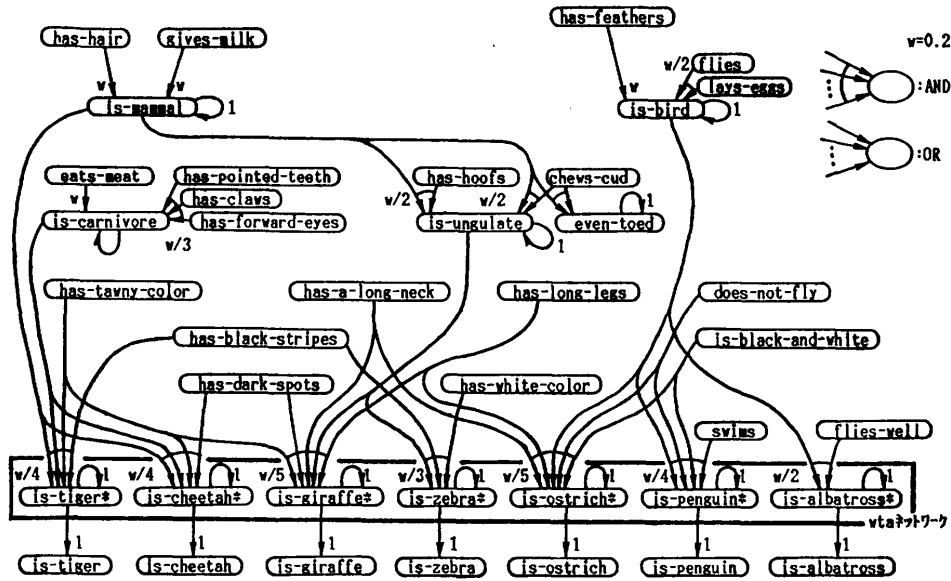 has-feathers
has-hair
gives-milk
w=0.2
w/2
flies
w
w
w
lays-eggs
:AND
is-mammal
1
is-bird
1
:OR
eats-meat
has-pointed-teeth
has-hoofs
chews-cud
w
has-claws
w/2
w/2
1
is-carnivore
has-forward-eyes
is-ungulate
even-toed
w/3
1
has-tawny-color
has-a-long-neck
has-long-legs
does-not-fly
has-black-stripes
is-black-and-white
has-dark-spots
has-white-color
swims
flies-well
w/4
1
w/4
1
w/5
1
w/3
1
w/5
1
w/4
1
w/2
1
is-tiger*
is-cheetah*
is-giraffe*
is-zebra*
is-ostrich*
is-penguin*
is-albatross*
wtaネットワーク
1
1
1
1
1
1
1
is-tiger
is-cheetah
is-giraffe
is-zebra
is-ostrich
is-penguin
is-albatross